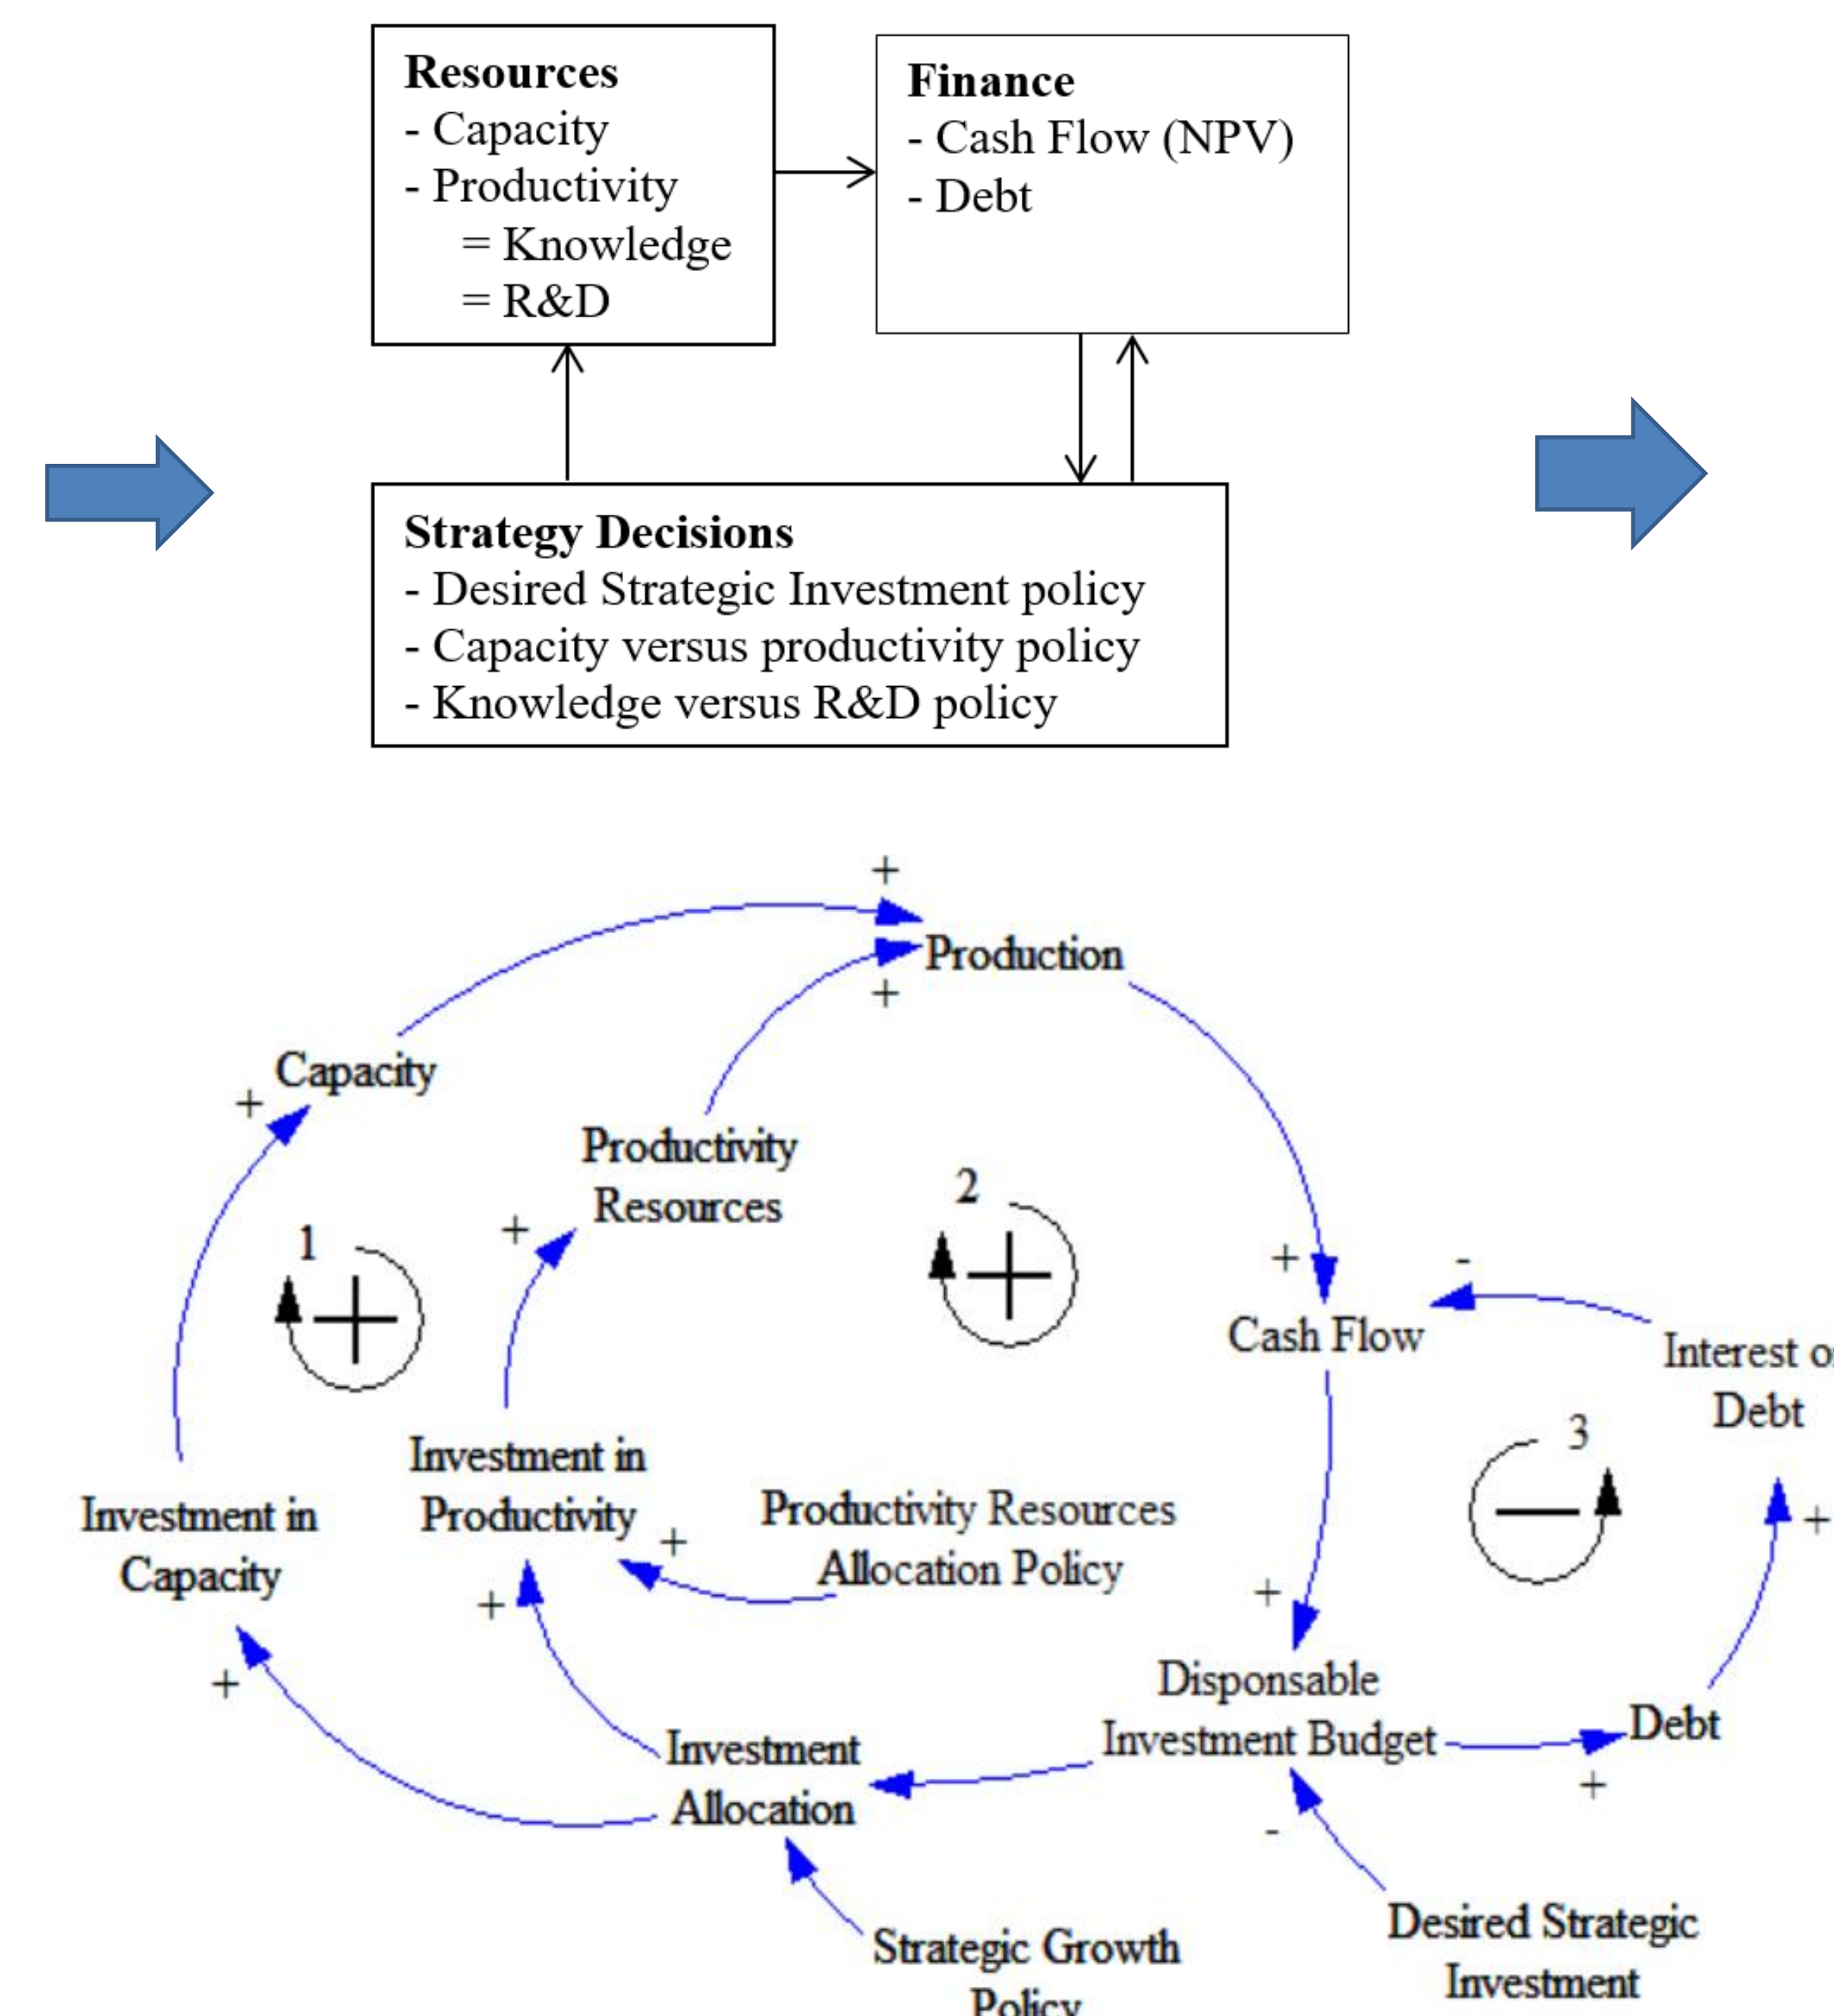 Resources
- Capacity
- Productivity
= Knowledge
= R&D
Finance
- Cash Flow (NPV)
- Debt
Strategy Decisions
- Desired Strategic Investment policy
- Capacity versus productivity policy
- Knowledge versus R&D policy
+
Production
+
Capacity
+
Productivity
Resources
+
1
+
2
+
+
-
Cash Flow
Interest o
Debt
3
-
+
Investment in
Productivity
Investment in
Capacity
Productivity Resources
Allocation Policy
+
+
+
+
Disponsable
Investment Budget
Debt
+
Investment
Allocation
-
Strategic Growth
Policy
Desired Strategic
Investment